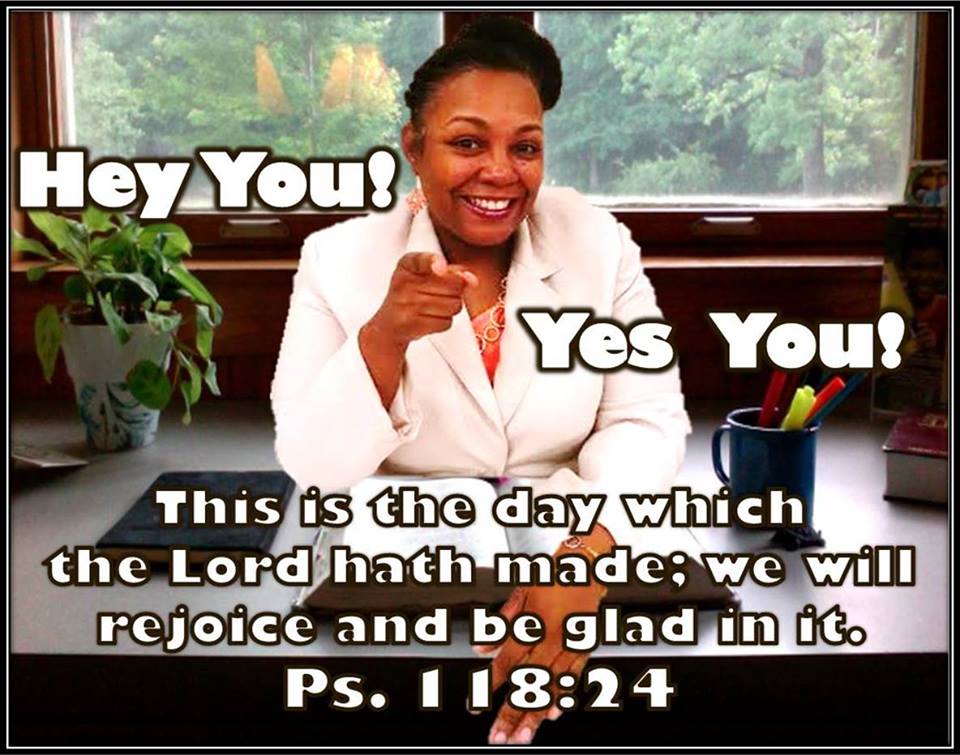 Hey You!
Yes You!
This is the day which
the Lord hath made; we will
rejoice and be glad in it.
Ps. 118:24